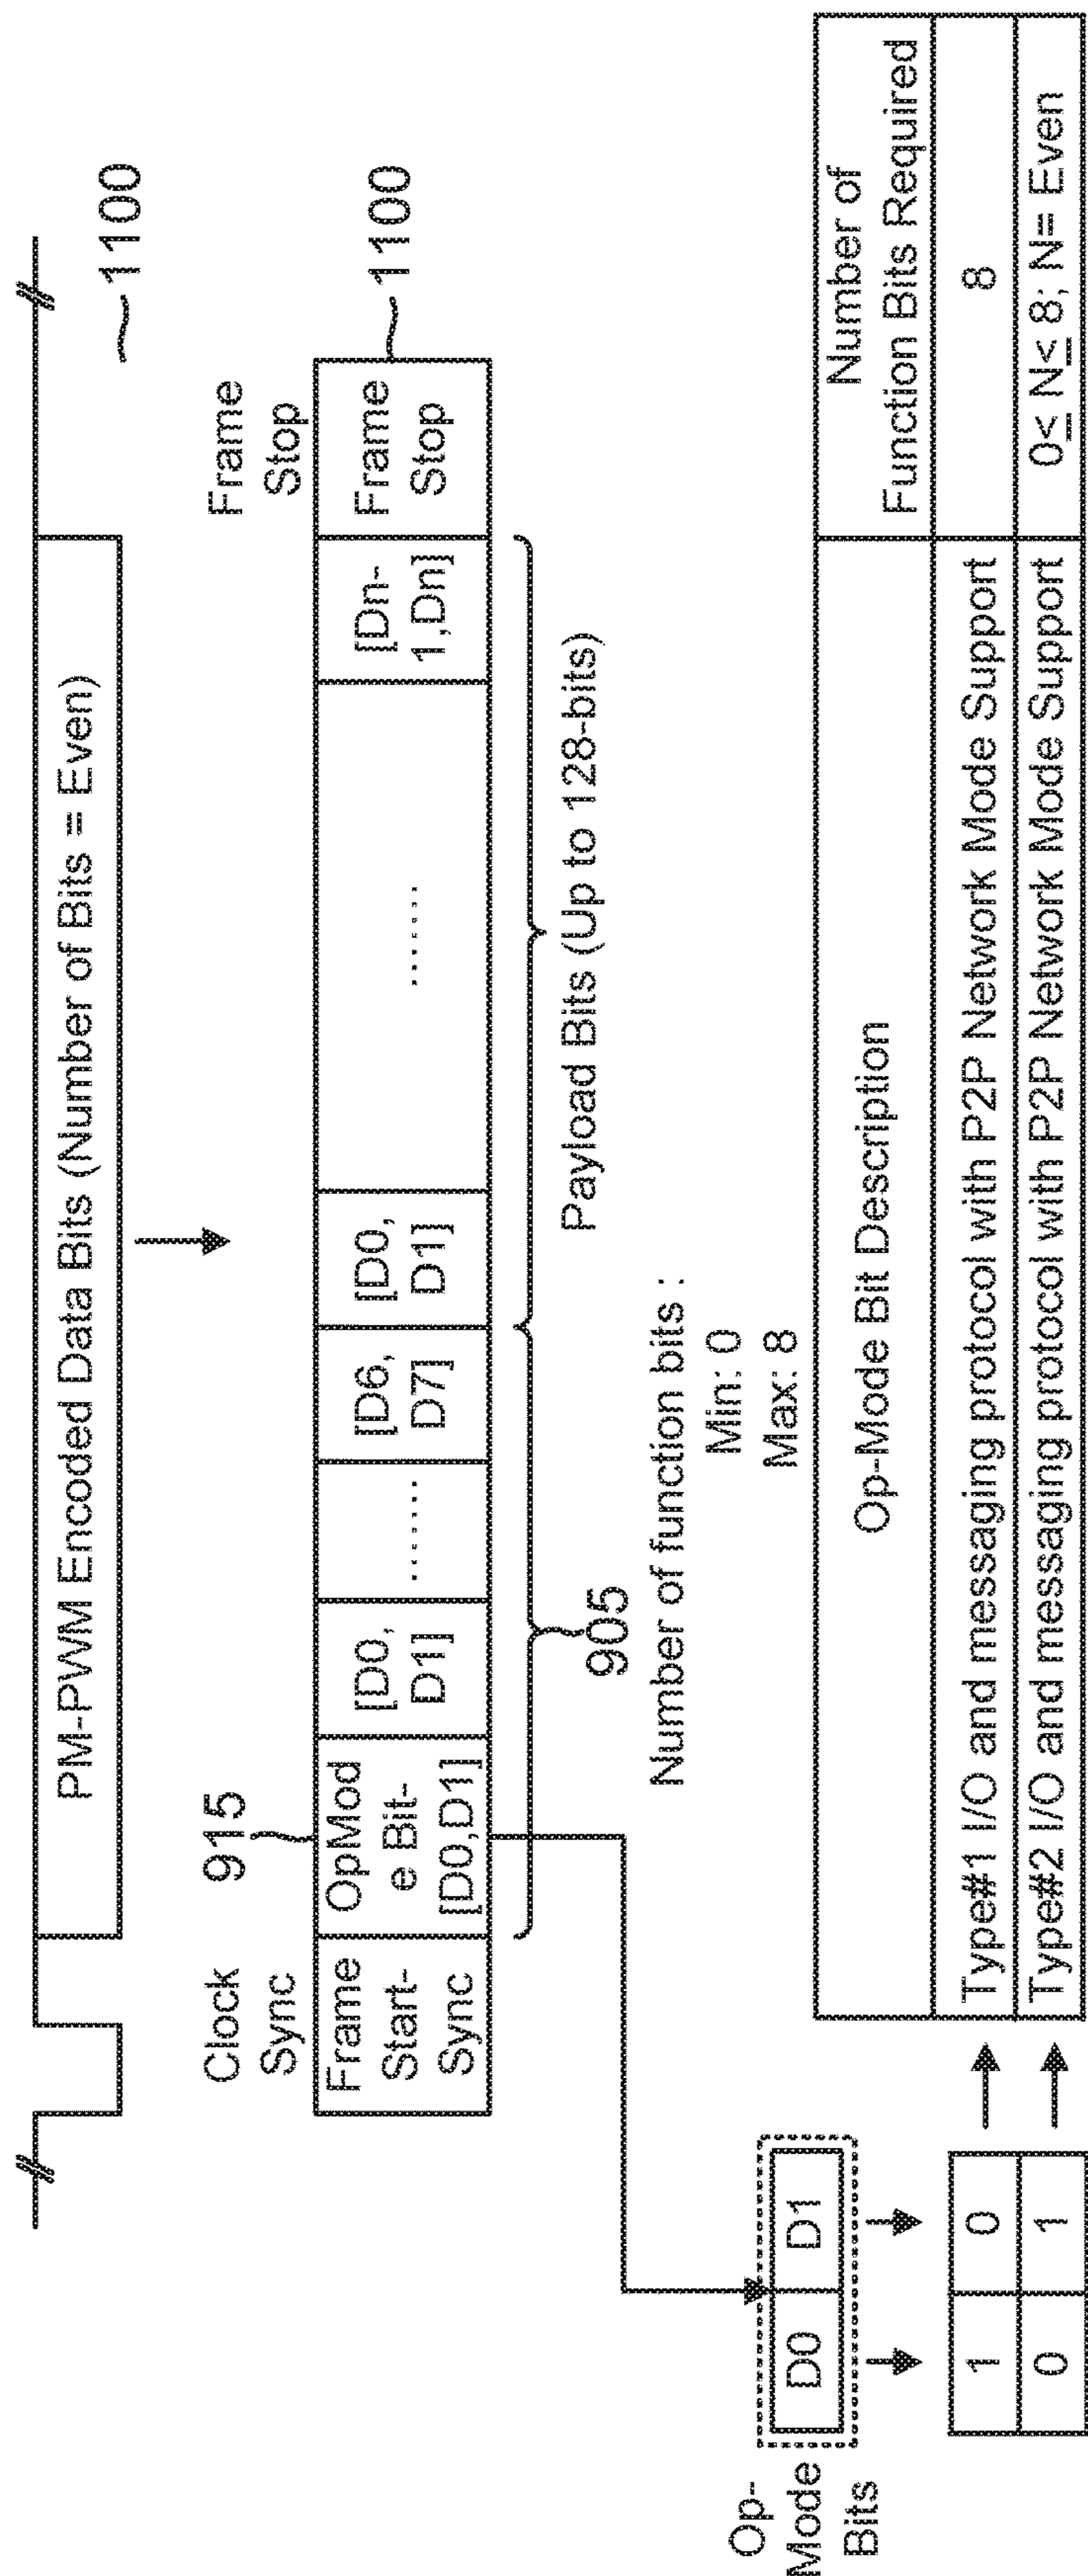 PM-PWM Encoded Data Bits (Number of Bits = Even)
1100
Clock
Sync
915
Frame
Stop
Frame
Start-
Sync
OpMod
e Bit-
[D0,D1]
[D0,
D1]
.......
[D6,
D7]
[D0,
D1]
.......
[Dn-
1,Dn]
Frame
Stop
1100
905
Payload Bits (Up to 128-bits)
Number of function bits :
Min: 0
Max: 8
Op-
Mode
Bits
D0 D1
1 0
0 1
Op-Mode Bit Description
Number of
Function Bits Required
Type#1 I/O and messaging protocol with P2P Network Mode Support
8
Type#2 I/O and messaging protocol with P2P Network Mode Support
0≤ N≤ 8; N= Even